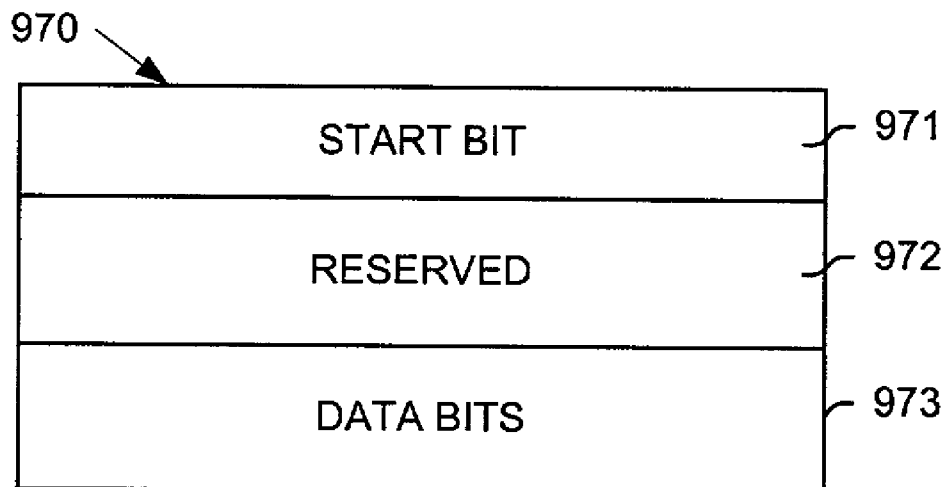 970
START BIT 971
RESERVED 972
DATA BITS 973